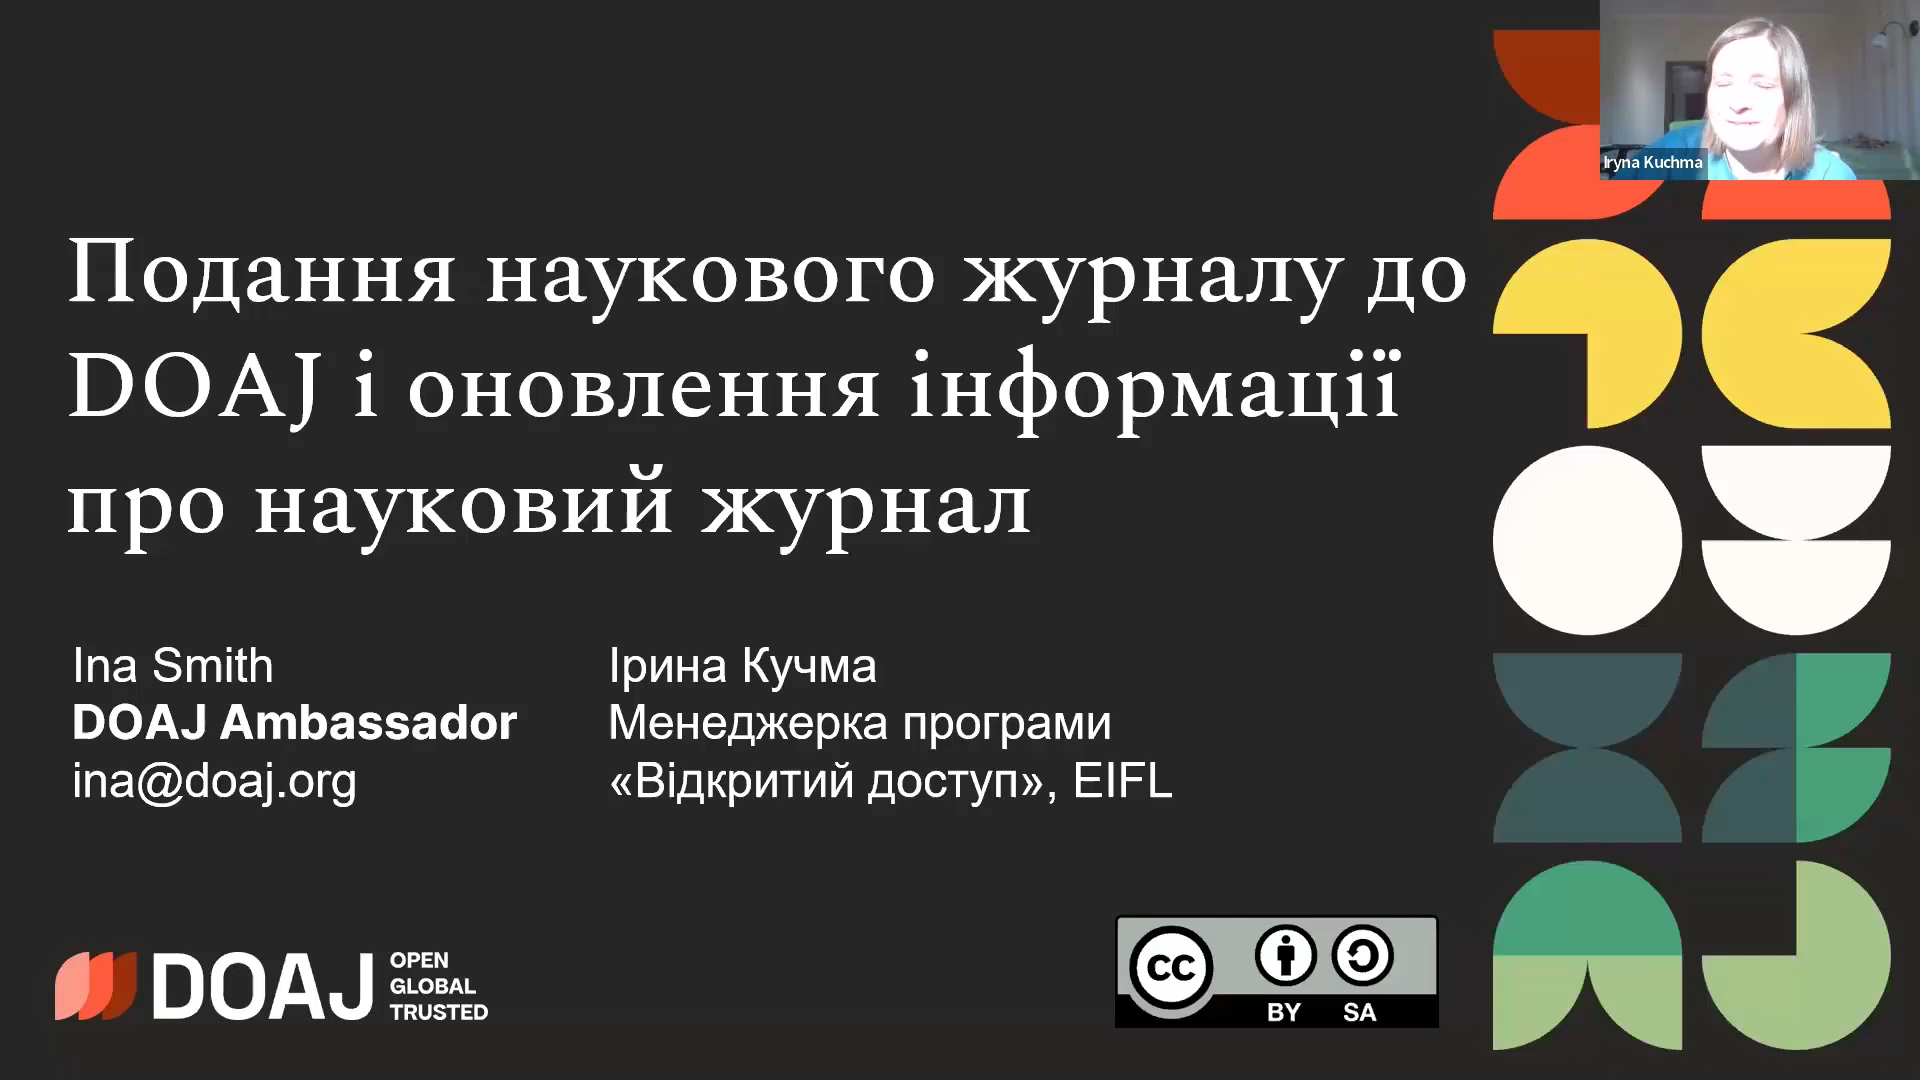 Iryna Kuchma
Подання наукового журналу до
DOAJ і оновлення інформації
про науковий журнал
Ina Smith
DOAJ Ambassador
ina@doaj.org
Ірина Кучма
Менеджерка програми
«Відкритий доступ», EIFL
DOAJ
OPEN
GLOBAL
TRUSTED
cc
BY SA